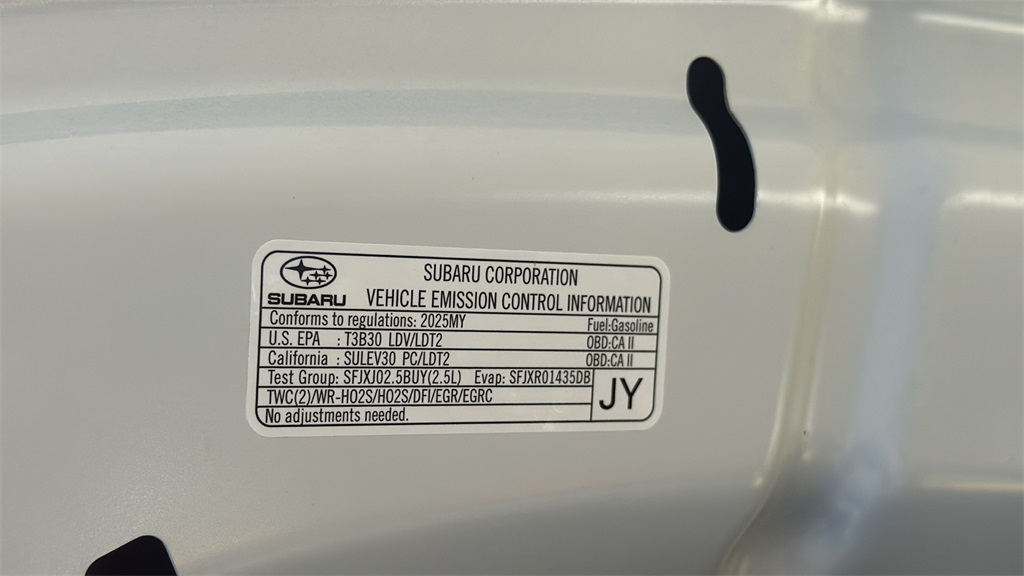 SUBARU
SUBARU CORPORATION
VEHICLE EMISSION CONTROL INFORMATION
Conforms to regulations: 2025MY Fuel:Gasoline
U.S. EPA : T3B30 LDV/LDT2 OBD:CA II
California : SULEV30 PC/LDT2 OBD:CA II
Test Group: SFJXJ02.5BUY(2.5L) Evap: SFJXR01435DB
TWC(2)/WR-HO2S/HO2S/DFI/EGR/EGRC
No adjustments needed.
JY